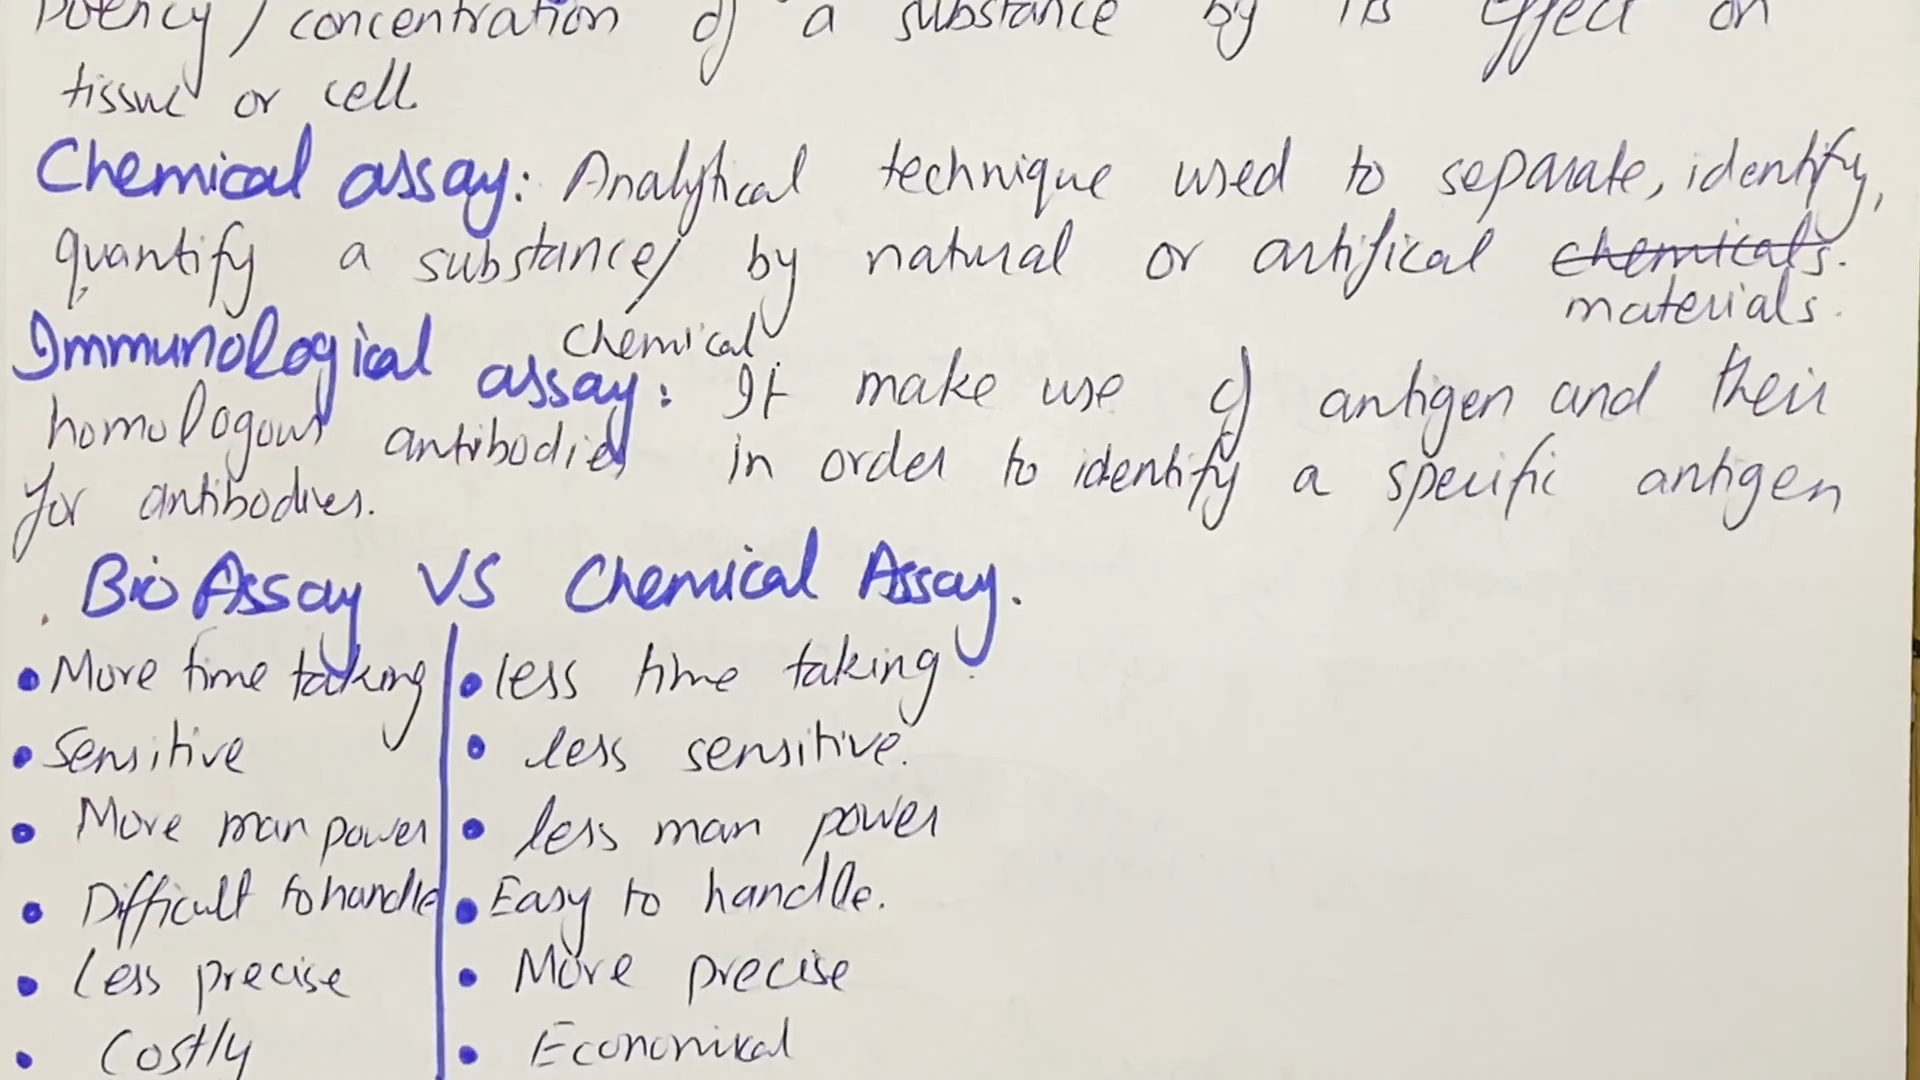 Potency / concentration of a substance by its effect on
tissue or cell.
Chemical assay: Analytical technique used to separate, identify,
quantify a substance/ by natural or artifical chemicals.
materials.
chemical
Immunological assay: It make use of antigen and their
homologous antibodies in order to identify a specific antigen
for antibodies.
Bio Assay VS Chemical Assay.
• More time taking • less time taking
• Sensitive • less sensitive.
• More man power • less man power
• Difficult to handle • Easy to handle.
• Less precise • More precise
• Costly • Economical